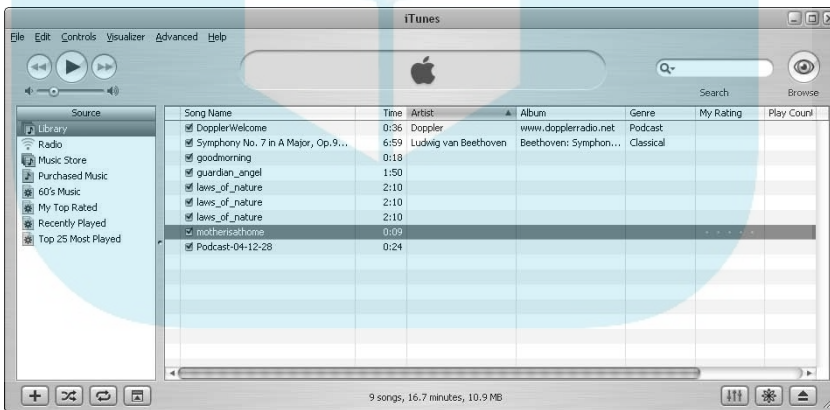 iTunes
File Edit Controls Visualizer Advanced Help
Search
Browse
Source
Library
Radio
Music Store
Purchased Music
60's Music
My Top Rated
Recently Played
Top 25 Most Played
Song Name Time Artist Album Genre My Rating Play Count
DopplerWelcome 0:36 Doppler www.dopplerradio.net Podcast
Symphony No. 7 in A Major, Op.9... 6:59 Ludwig van Beethoven Beethoven: Symphon... Classical
goodmorning 0:18
guardian_angel 1:50
laws_of_nature 2:10
laws_of_nature 2:10
laws_of_nature 2:10
motherisathome 0:09
Podcast-04-12-28 0:24
9 songs, 16.7 minutes, 10.9 MB